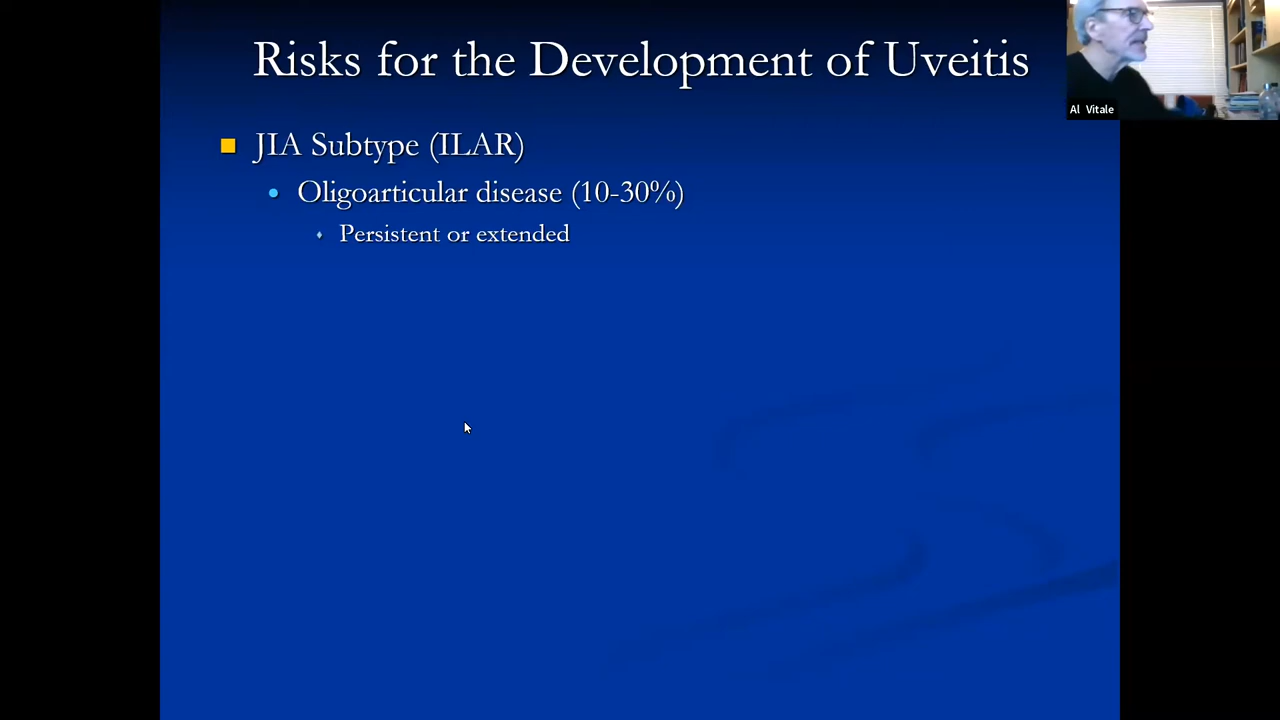 Risks for the Development of Uveitis
Al Vitale
JIA Subtype (ILAR)
Oligoarticular disease (10-30%)
Persistent or extended